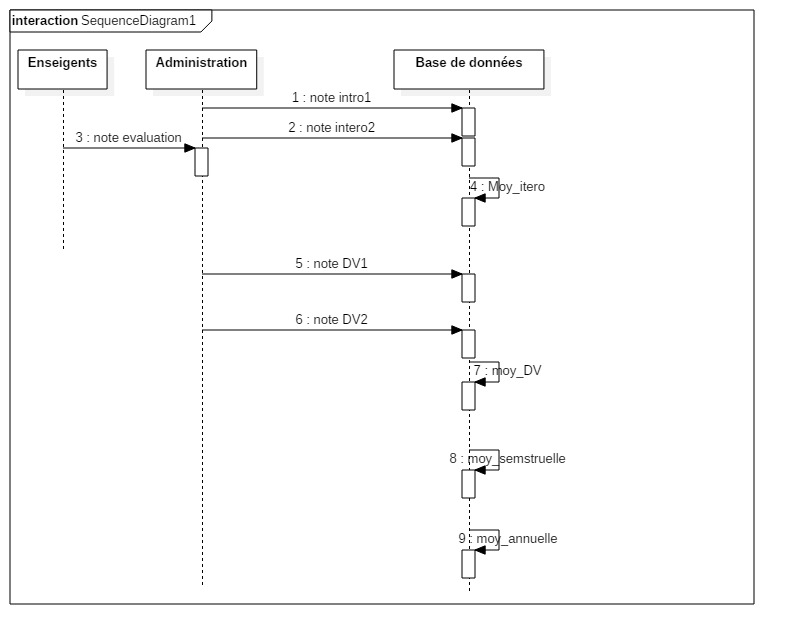 interaction SequenceDiagram1
Enseigents
Administration
Base de données
1 : note intro1
2 : note intero2
3 : note evaluation
4 : Moy_itero
5 : note DV1
6 : note DV2
7 : moy_DV
8 : moy_semstruelle
9 : moy_annuelle